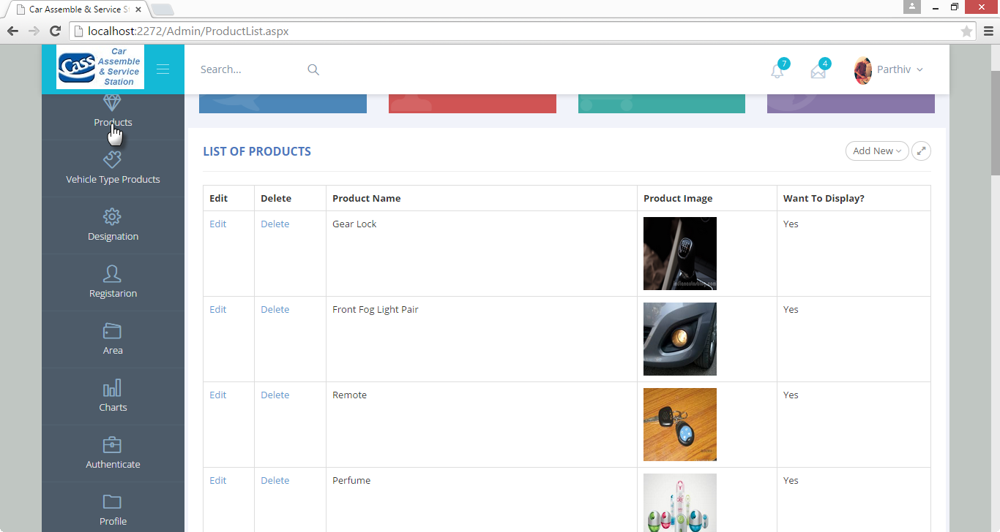 Car Assemble & Service St
localhost:2272/Admin/ProductList.aspx
Cass
Car
Assemble
& Service
Station
Search...
7
4
Parthiv
Products
Vehicle Type Products
Designation
Registarion
Area
Charts
Authenticate
Profile
LIST OF PRODUCTS
Add New
Edit Delete Product Name Product Image Want To Display?
Edit Delete Gear Lock Yes
indianautosblog.com
Edit Delete Front Fog Light Pair Yes
Edit Delete Remote Yes
Edit Delete Perfume Yes